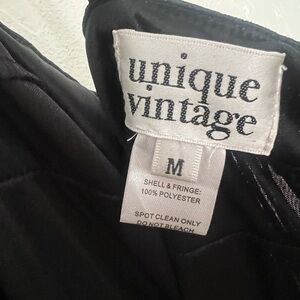 unique
vintage
M
SHELL & FRINGE:
100% POLYESTER
SPOT CLEAN ONLY
DO NOT BLEACH